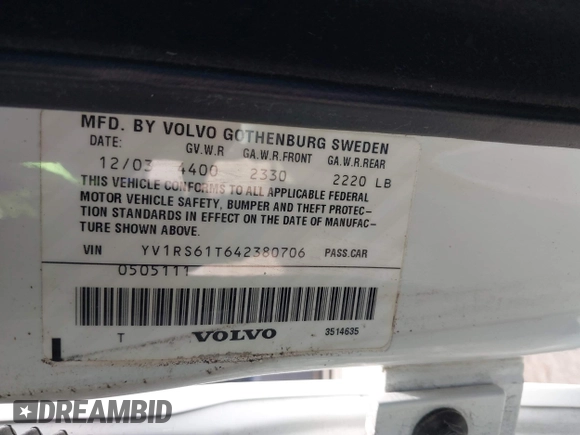 MFD. BY VOLVO GOTHENBURG SWEDEN
DATE: GV.W.R GA.W.R.FRONT GA.W.R.REAR
12/03 4400 2330 2220 LB
THIS VEHICLE CONFORMS TO ALL APPLICABLE FEDERAL
MOTOR VEHICLE SAFETY, BUMPER AND THEFT PROTEC-
TION STANDARDS IN EFFECT ON THE DATE OF MANUFAC-
TURE SHOWN ABOVE.
VIN YV1RS61T642380706 PASS.CAR
0505111
T VOLVO 3514635
DREAMBID